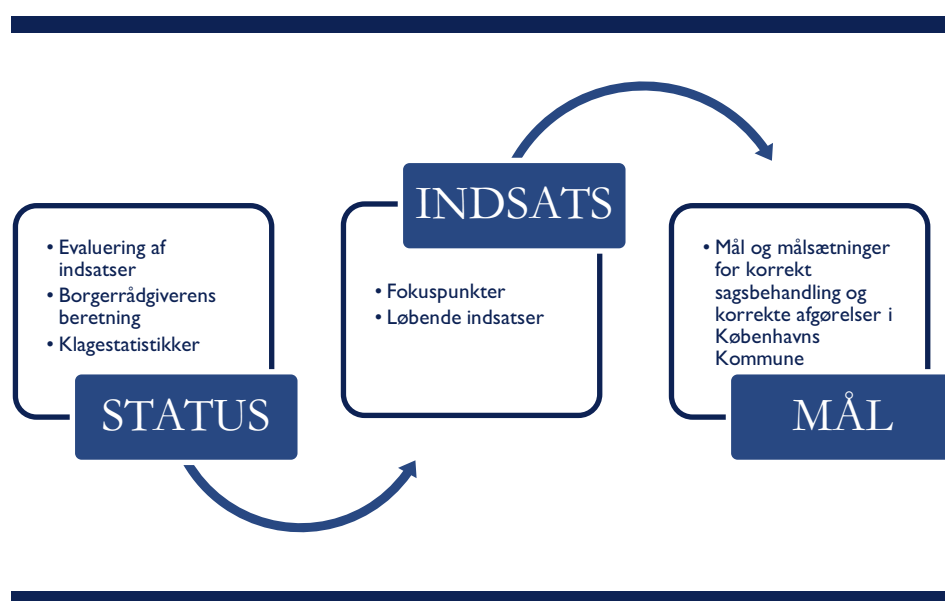 • Evaluering af
indsatser
• Borgerrådgiverens
beretning
• Klagestatistikker
STATUS
INDSATS
• Fokuspunkter
• Løbende indsatser
• Mål og målsætninger
for korrekt
sagsbehandling og
korrekte afgørelser i
Københavns
Kommune
MÅL